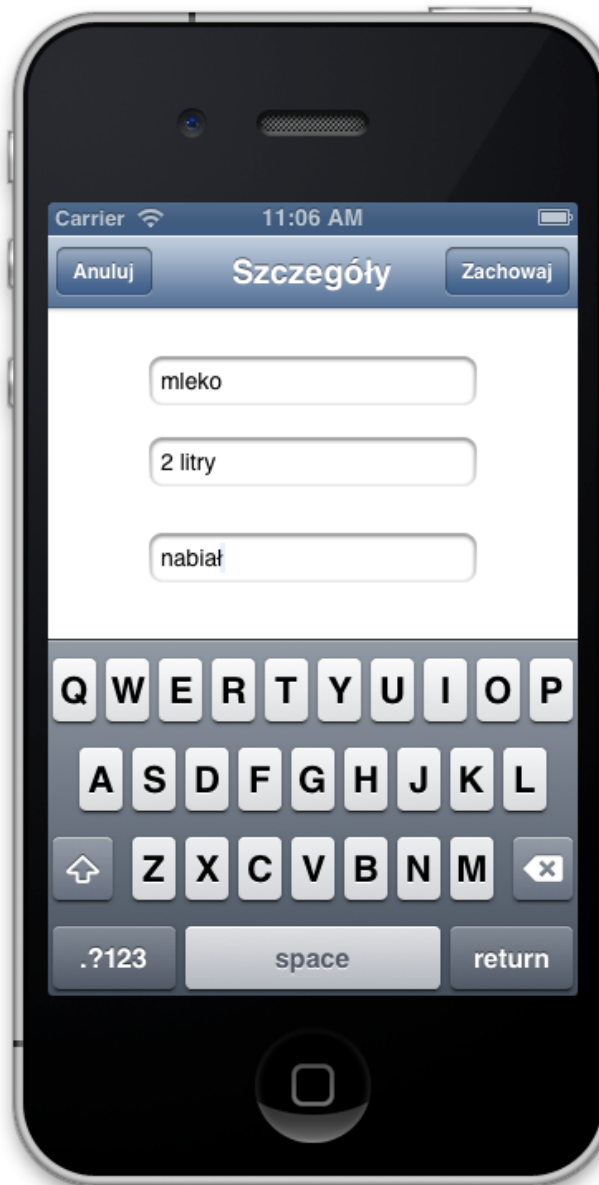 Carrier 11:06 AM
Anuluj Szczegóły Zachowaj
mleko
2 litry
nabiał
Q W E R T Y U I O P
A S D F G H J K L
Z X C V B N M
.?123 space return